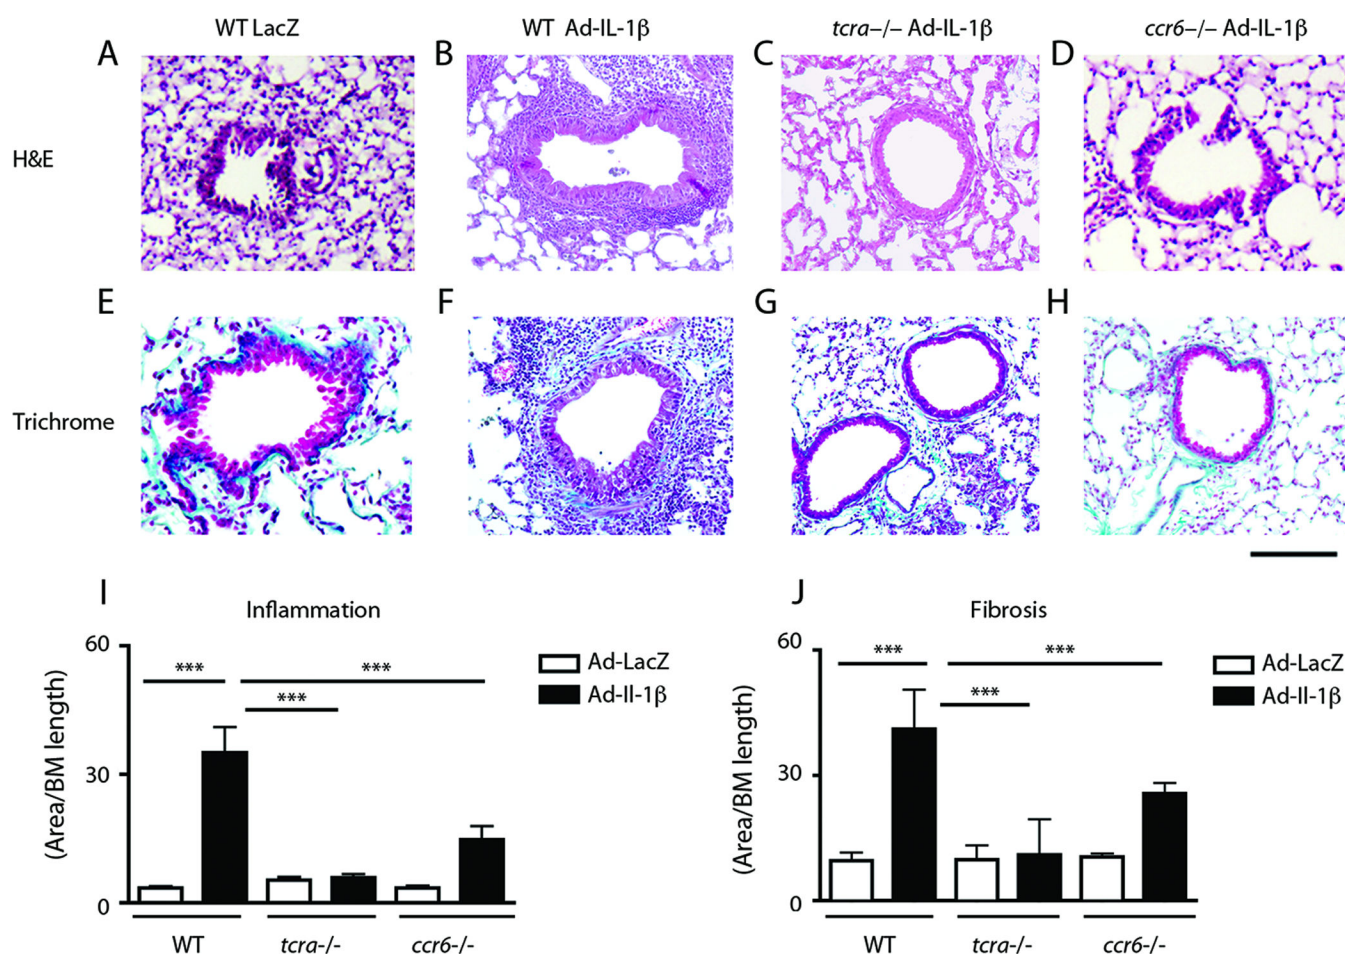 WT LacZ WT Ad-IL-1β tcra–/– Ad-IL-1β ccr6–/– Ad-IL-1β
A B C D
H&E
E F G H
Trichrome
I J
Inflammation Fibrosis
60 60
*** *** *** ***
*** ***
Ad-LacZ Ad-LacZ
Ad-Il-1β Ad-Il-1β
(Area/BM length) (Area/BM length)
30 30
0 0
WT tcra-/- ccr6-/- WT tcra-/- ccr6-/-